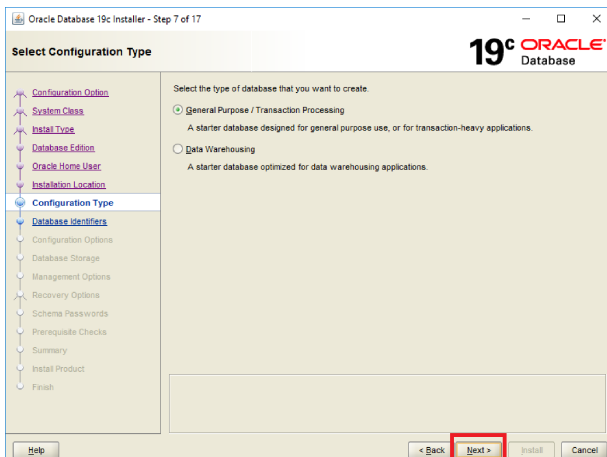 Oracle Database 19c Installer - Step 7 of 17
Select Configuration Type
19c ORACLE
Database
Configuration Option
System Class
Install Type
Database Edition
Oracle Home User
Installation Location
Configuration Type
Database Identifiers
Configuration Options
Database Storage
Management Options
Recovery Options
Schema Passwords
Prerequisite Checks
Summary
Install Product
Finish
Select the type of database that you want to create.
General Purpose / Transaction Processing
A starter database designed for general purpose use, or for transaction-heavy applications.
Data Warehousing
A starter database optimized for data warehousing applications.
Help
< Back
Next >
Install
Cancel